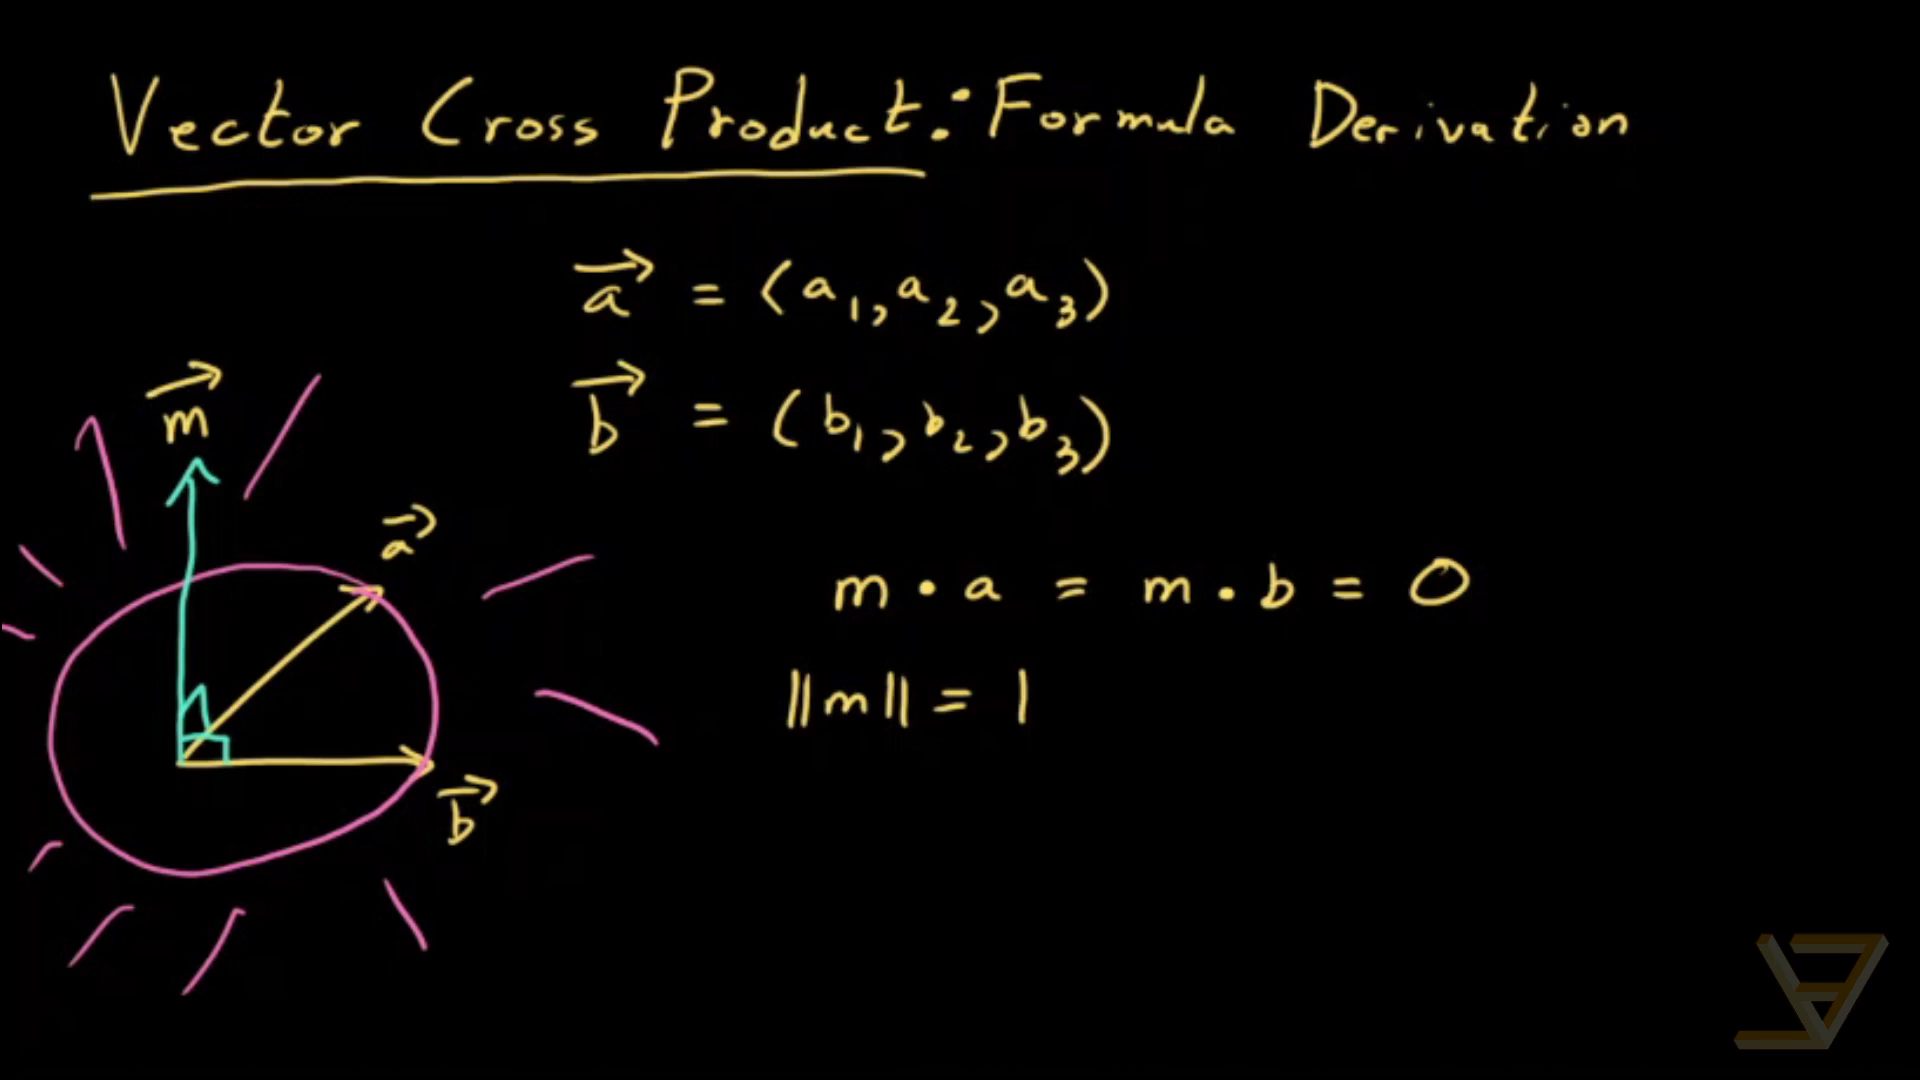 Vector Cross Product: Formula Derivation
a⃗ = (a₁, a₂, a₃)
b⃗ = (b₁, b₂, b₃)
m⃗
a⃗
m · a = m · b = 0
||m|| = 1
b⃗